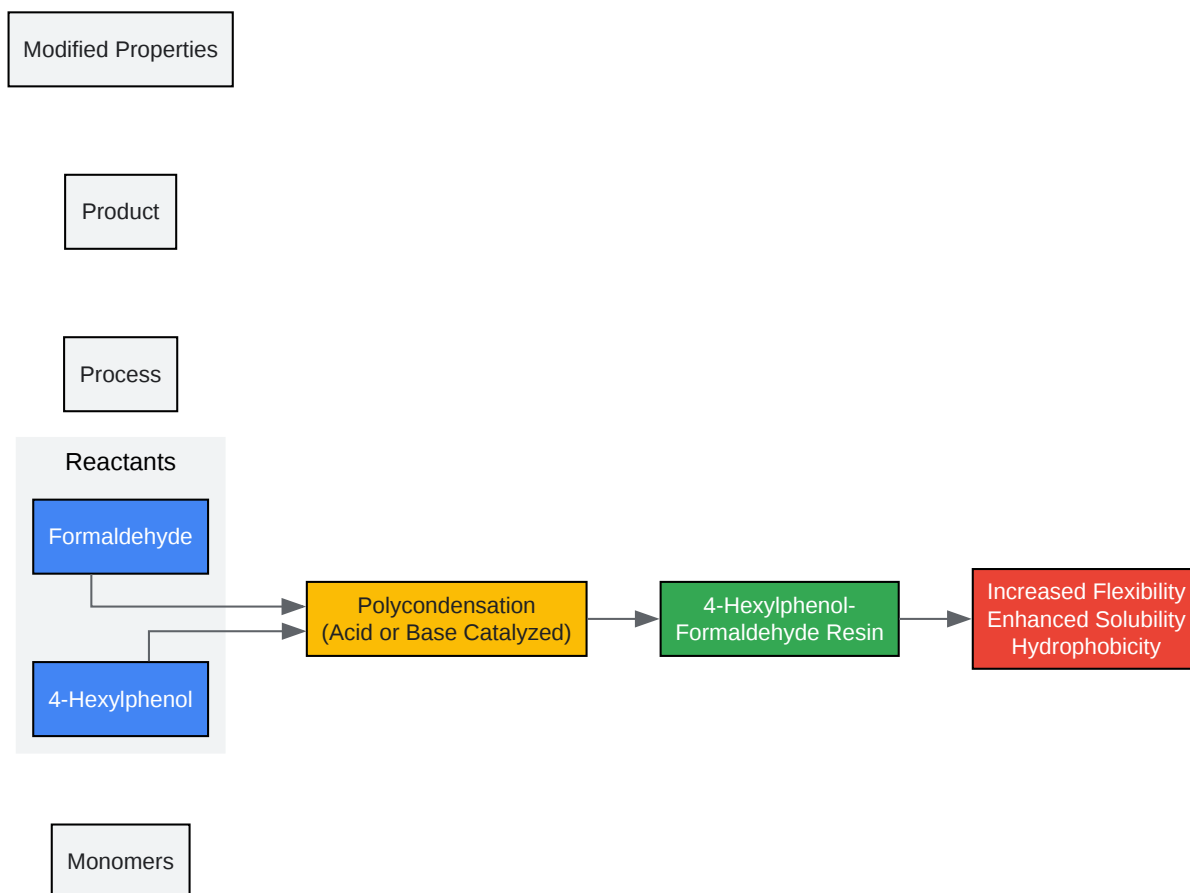 Modified Properties
Product
Process
Reactants
Formaldehyde
4-Hexylphenol
Polycondensation
(Acid or Base Catalyzed)
4-Hexylphenol-
Formaldehyde Resin
Increased Flexibility
Enhanced Solubility
Hydrophobicity
Monomers